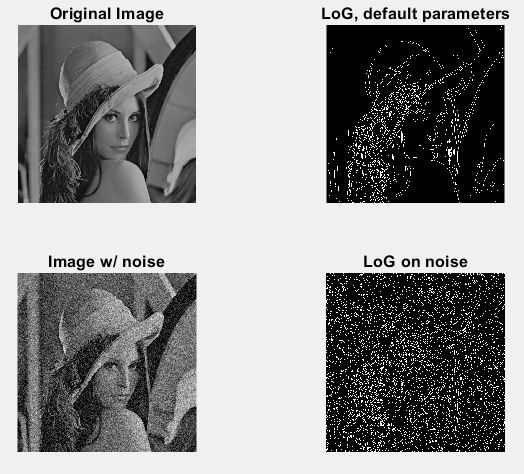 Original Image
LoG, default parameters
Image w/ noise
LoG on noise